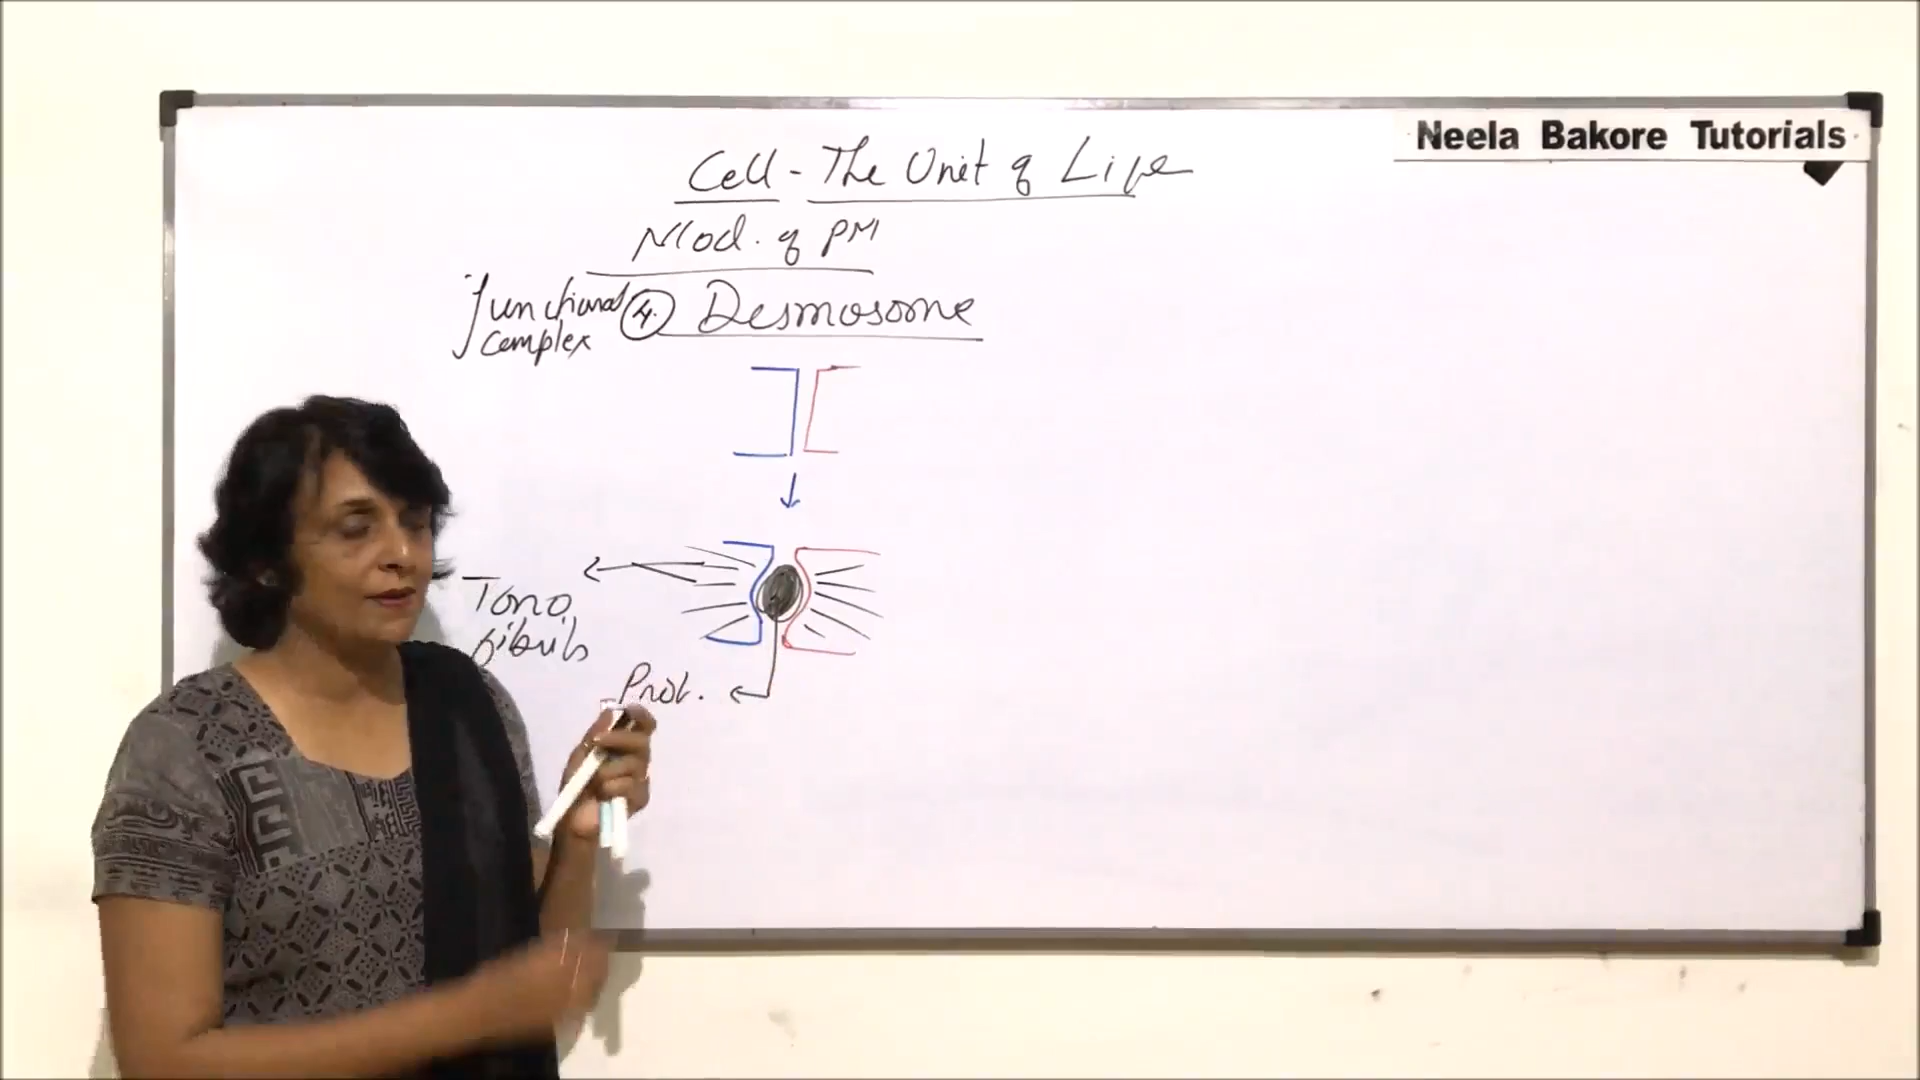 Neela Bakore Tutorials
Cell - The Unit of Life
Mod. of PM
Junctional
complex
4. Desmosome
Tono
fibrils
Prot.